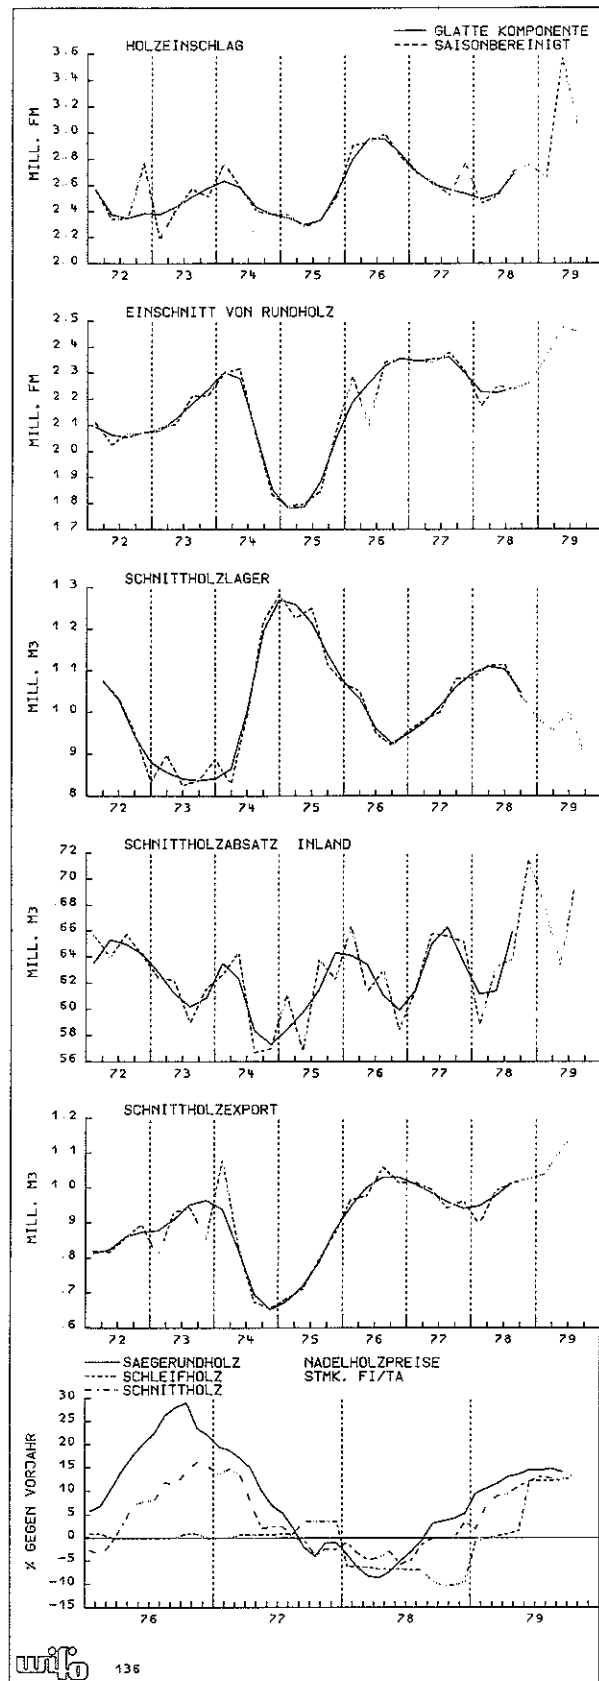 GLATTE KOMPONENTE
HOLZEINSCHLAG
SAISONBEREINIGT
MILL. FM
3.6
3.4
3.2
3.0
2.8
2.6
2.4
2.2
2.0
72 73 74 75 76 77 78 79
EINSCHNITT VON RUNDHOLZ
MILL. FM
2.5
2.4
2.3
2.2
2.1
2.0
1.9
1.8
1.7
72 73 74 75 76 77 78 79
SCHNITTHOLZLAGER
MILL. M3
1.3
1.2
1.1
1.0
.9
.8
72 73 74 75 76 77 78 79
SCHNITTHOLZABSATZ INLAND
MILL. M3
.72
.70
.66
.64
.62
.60
.58
.56
72 73 74 75 76 77 78 79
SCHNITTHOLZEXPORT
MILL. M3
1.2
1.1
1.0
.9
.8
.7
.6
72 73 74 75 76 77 78 79
SAEGERUNDHOLZ NADELHOLZPREISE
SCHLEIFHOLZ STMK. FI/TA
SCHNITTHOLZ
% GEGEN VORJAHR
30
25
20
15
10
5
0
-5
-10
-15
76 77 78 79
wifo 136